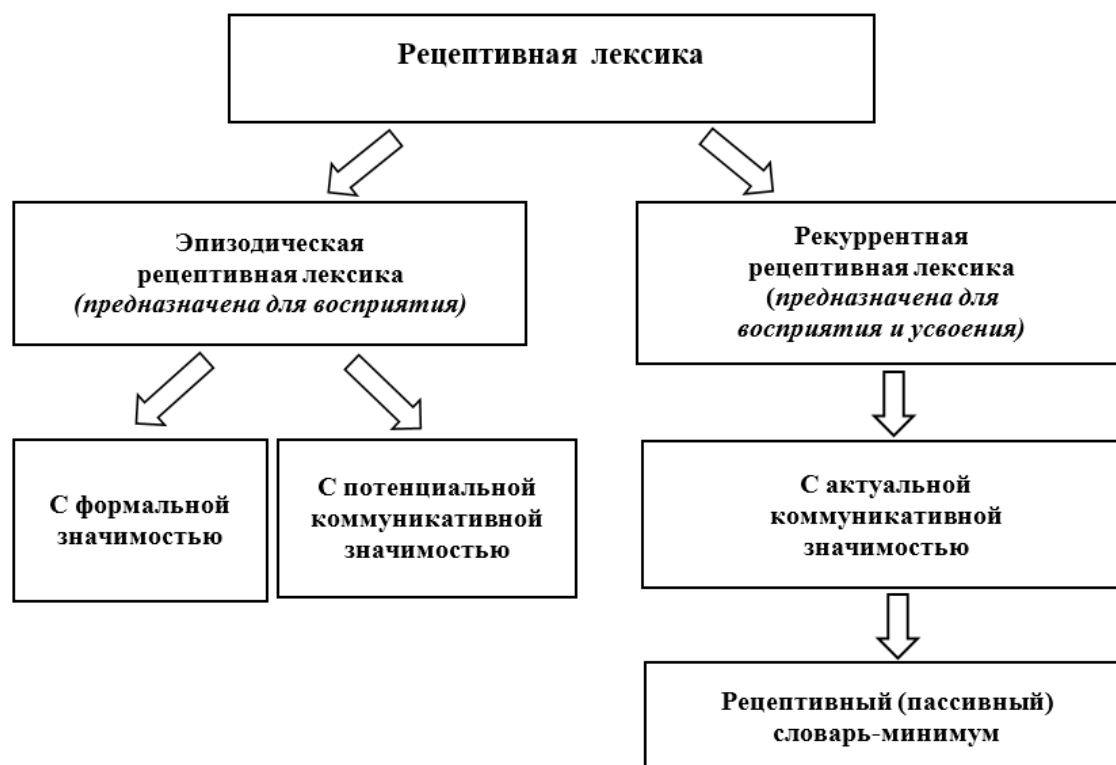 Рецептивная лексика
Эпизодическая
рецептивная лексика
(предназначена для восприятия)
Рекуррентная
рецептивная лексика
(предназначена для
восприятия и усвоения)
С формальной
значимостью
С потенциальной
коммуникативной
значимостью
С актуальной
коммуникативной
значимостью
Рецептивный (пассивный)
словарь-минимум